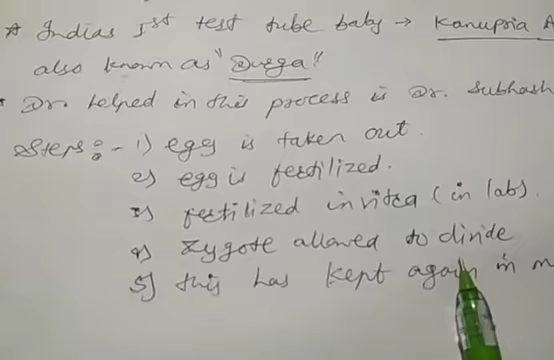 * Indias 1st test tube baby → Kanupria A
also known as "Durga"
* Dr. helped in this process is Dr. Subhash
Steps:- 1) egg is taken out.
2) egg is fertilized.
3) fertilized invitra (in lab).
4) Zygote allowed to divide
5) this has kept again in m